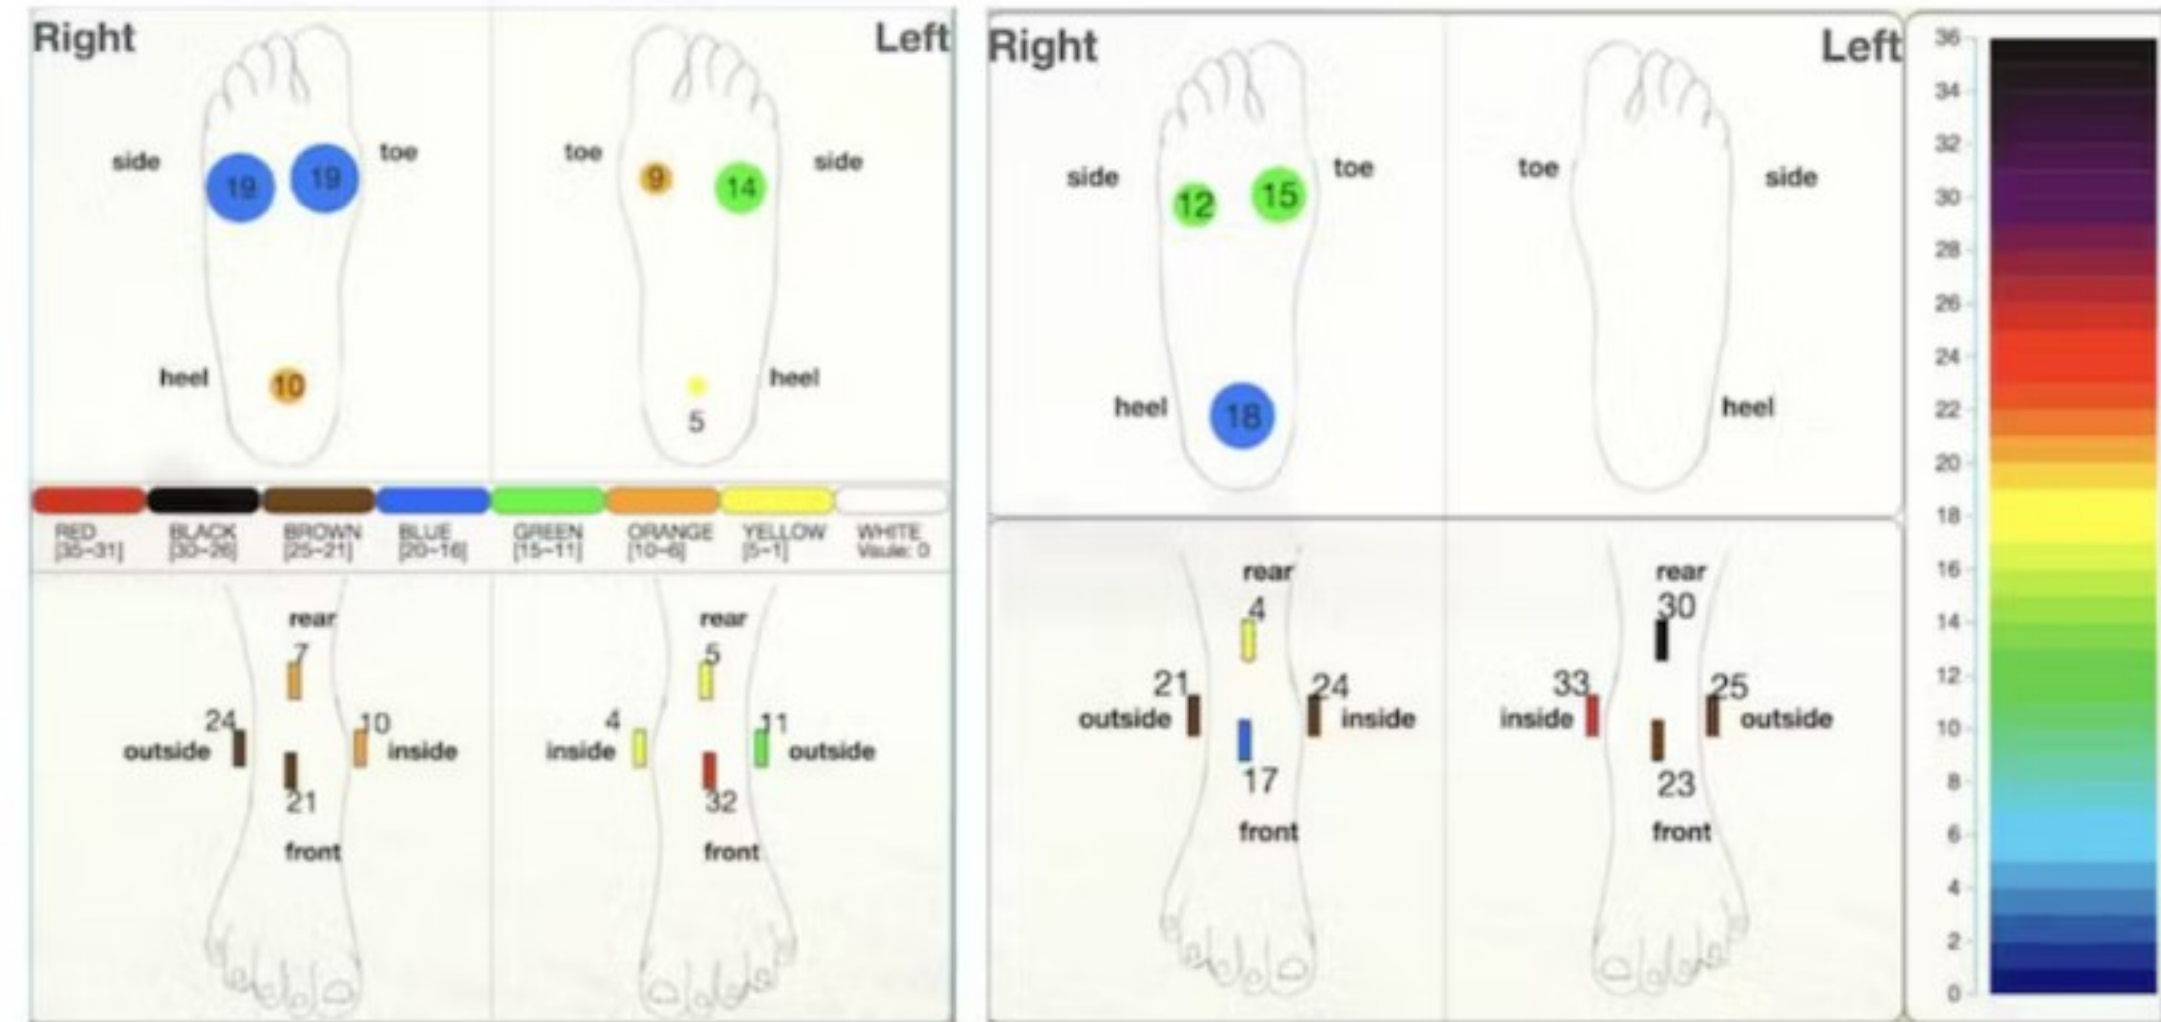 Right
Left
side
19
19
toe
toe
9
14
side
heel
10
5
heel
RED
[35~31]
BLACK
[30~26]
BROWN
[25~21]
BLUE
[20~16]
GREEN
[15~11]
ORANGE
[10~6]
YELLOW
[5~1]
WHITE
Vaule: 0
rear
7
24
outside
10
inside
21
front
rear
5
4
inside
11
outside
32
front
Right
Left
side
12
15
toe
toe
side
heel
18
heel
rear
4
21
outside
24
inside
17
front
rear
30
33
inside
25
outside
23
front
36
34
32
30
28
26
24
22
20
18
16
14
12
10
8
6
4
2
0